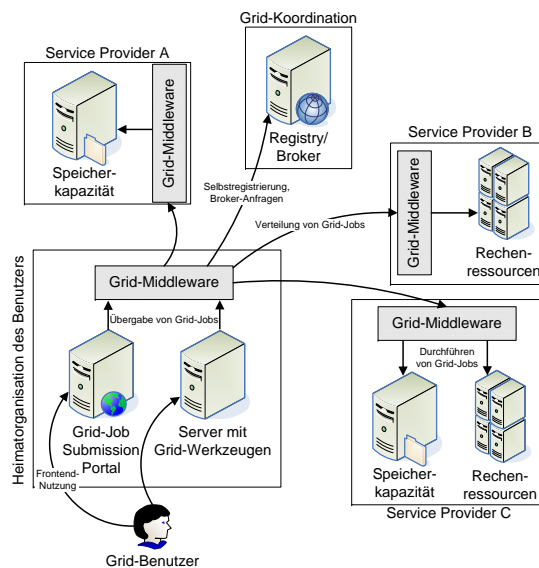 Grid-Koordination
Service Provider A
Grid-Middleware
Speicher-
kapazität
Registry/
Broker
Service Provider B
Grid-Middleware
Rechen-
ressourcen
Selbstregistrierung,
Broker-Anfragen
Verteilung von Grid-Jobs
Heimatorganisation des Benutzers
Grid-Middleware
Übergabe von Grid-Jobs
Grid-Job
Submission
Portal
Server mit
Grid-Werkzeugen
Grid-Middleware
Durchführen
von Grid-Jobs
Speicher-
kapazität
Rechen-
ressourcen
Service Provider C
Frontend-
Nutzung
Grid-Benutzer